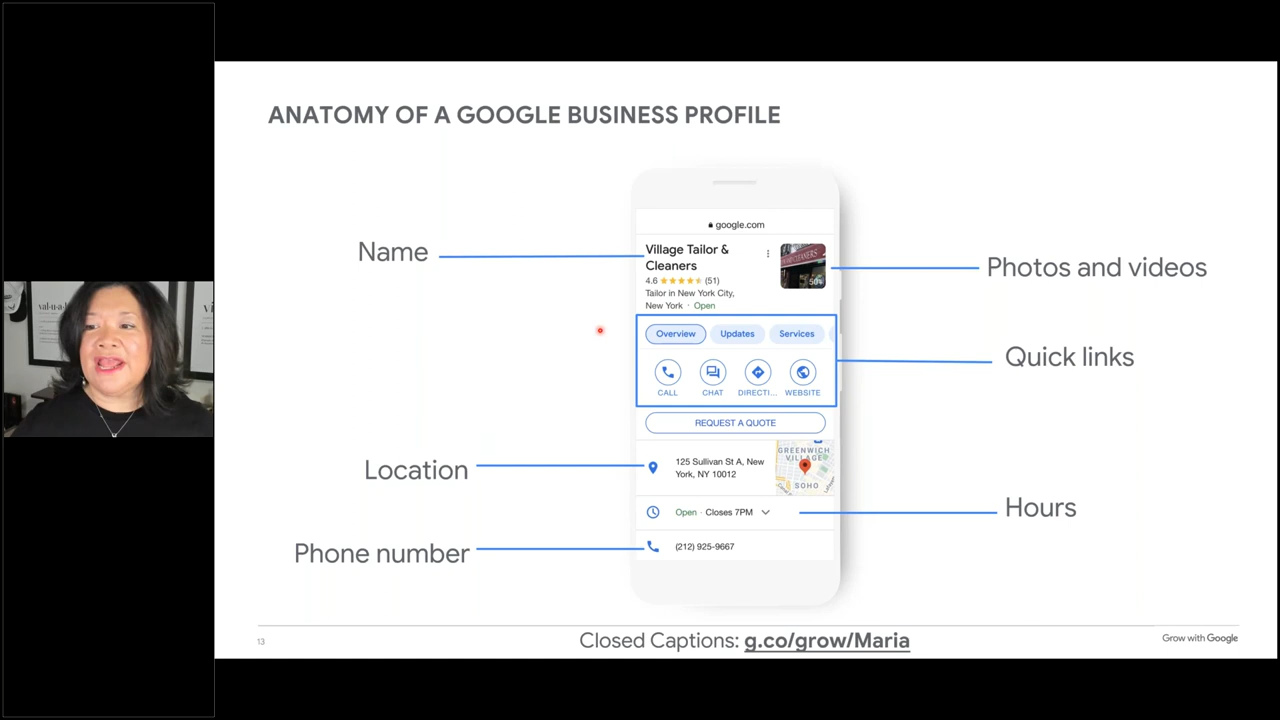 ANATOMY OF A GOOGLE BUSINESS PROFILE
Name
Location
Phone number
google.com
Village Tailor &
Cleaners
4.6 (51)
Tailor in New York City,
New York · Open
Overview Updates Services
CALL CHAT DIRECTI... WEBSITE
REQUEST A QUOTE
125 Sullivan St A, New
York, NY 10012
GREENWICH
VILLAGE
SOHO
Open · Closes 7PM
(212) 925-9667
Photos and videos
Quick links
Hours
13
Closed Captions: g.co/grow/Maria
Grow with Google